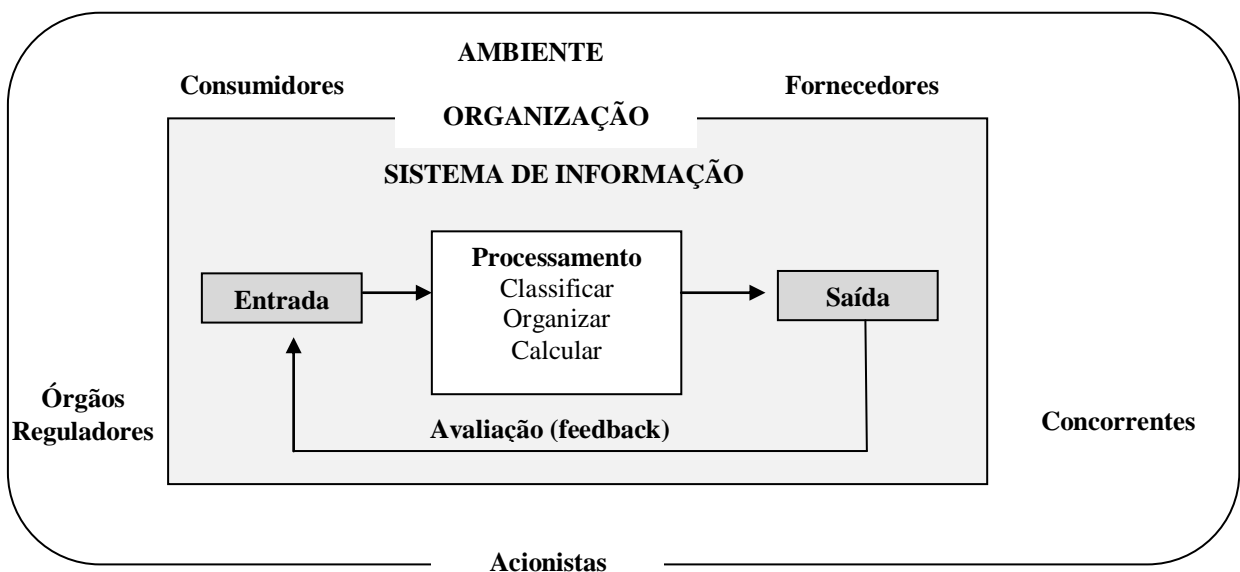 AMBIENTE
Consumidores
Fornecedores
ORGANIZAÇÃO
SISTEMA DE INFORMAÇÃO
Entrada
Processamento
Classificar
Organizar
Calcular
Saída
Avaliação (feedback)
Órgãos
Reguladores
Concorrentes
Acionistas